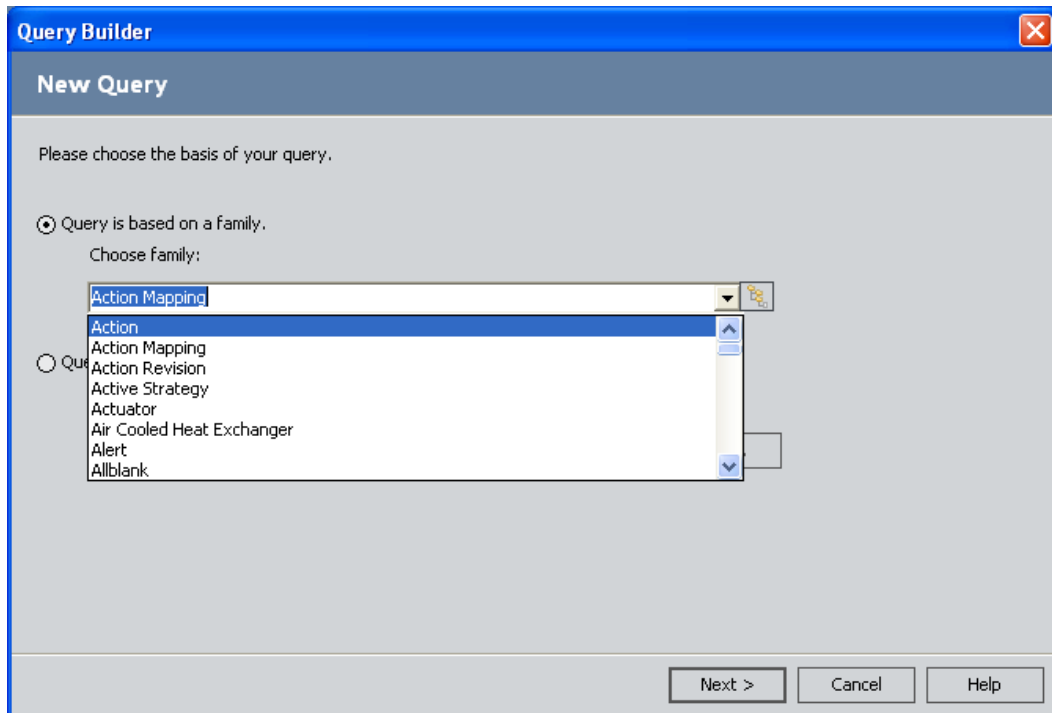 Query Builder
New Query
Please choose the basis of your query.
Query is based on a family.
Choose family:
Action Mapping
Action
Action Mapping
Action Revision
Active Strategy
Actuator
Air Cooled Heat Exchanger
Alert
Allblank
Next >
Cancel
Help